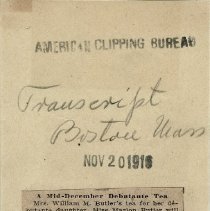 AMERICAN CLIPPING BUREAU
Transcript
Boston Mass
NOV 20 1916
A Mid-December Debutante Tea
Mrs. William M. Butler's tea for her dé-
butante daughter, Miss Marion Butler will